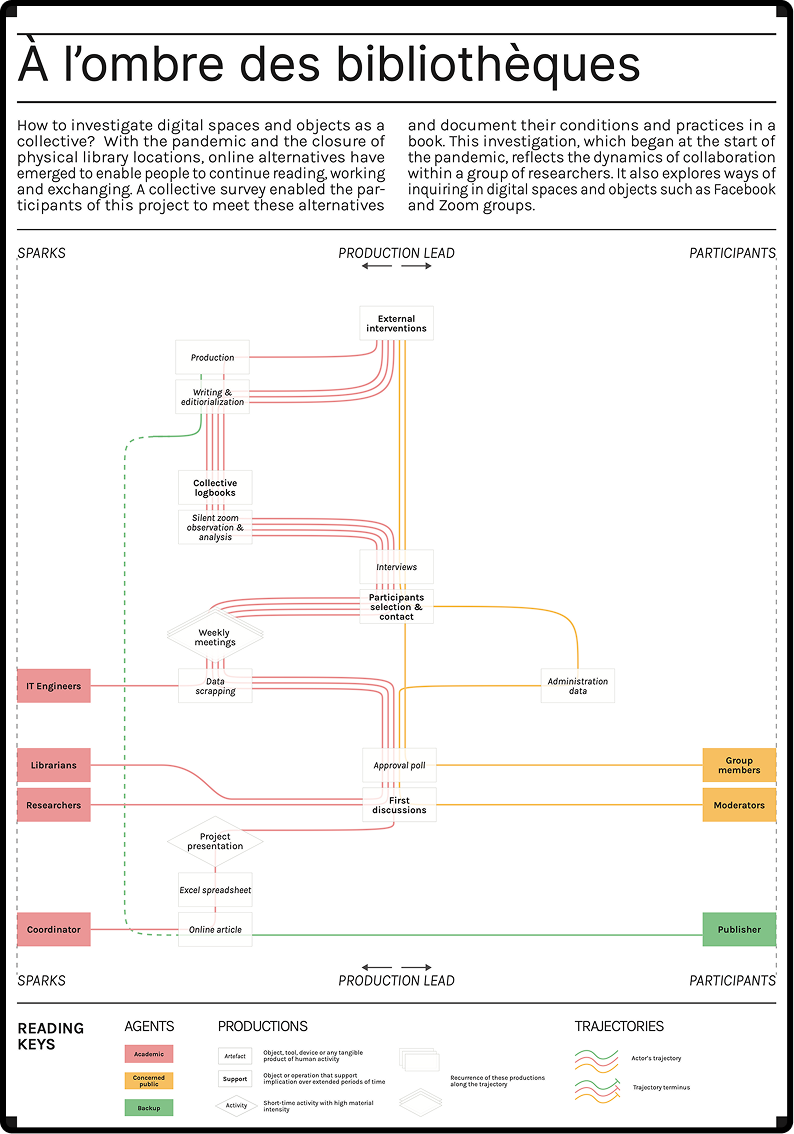 À l’ombre des bibliothèques
How to investigate digital spaces and objects as a
collective?  With the pandemic and the closure of
physical library locations, online alternatives have
emerged to enable people to continue reading, working
and exchanging. A collective survey enabled the par-
ticipants of this project to meet these alternatives
and document their conditions and practices in a
book. This investigation, which began at the start of
the pandemic, reflects the dynamics of collaboration
within a group of researchers. It also explores ways of
inquiring in digital spaces and objects such as Facebook
and Zoom groups.
SPARKS
PRODUCTION LEAD
PARTICIPANTS
External
interventions
Production
Writing &
editiorialization
Collective
logbooks
Silent zoom
observation &
analysis
Interviews
Participants
selection &
contact
Weekly
meetings
IT Engineers
Data
scrapping
Administration
data
Librarians
Approval poll
Group
members
Researchers
First
discussions
Moderators
Project
presentation
Excel spreadsheet
Coordinator
Online article
Publisher
SPARKS
PRODUCTION LEAD
PARTICIPANTS
READING
KEYS
AGENTS
Academic
Concerned
public
Backup
PRODUCTIONS
Artefact
Object, tool, device or any tangible
product of human activity
Support
Object or operation that support
implication over extended periods of time
Activity
Short-time activity with high material
intensity
Recurrence of these productions
along the trajectory
TRAJECTORIES
Actor's trajectory
Trajectory terminus